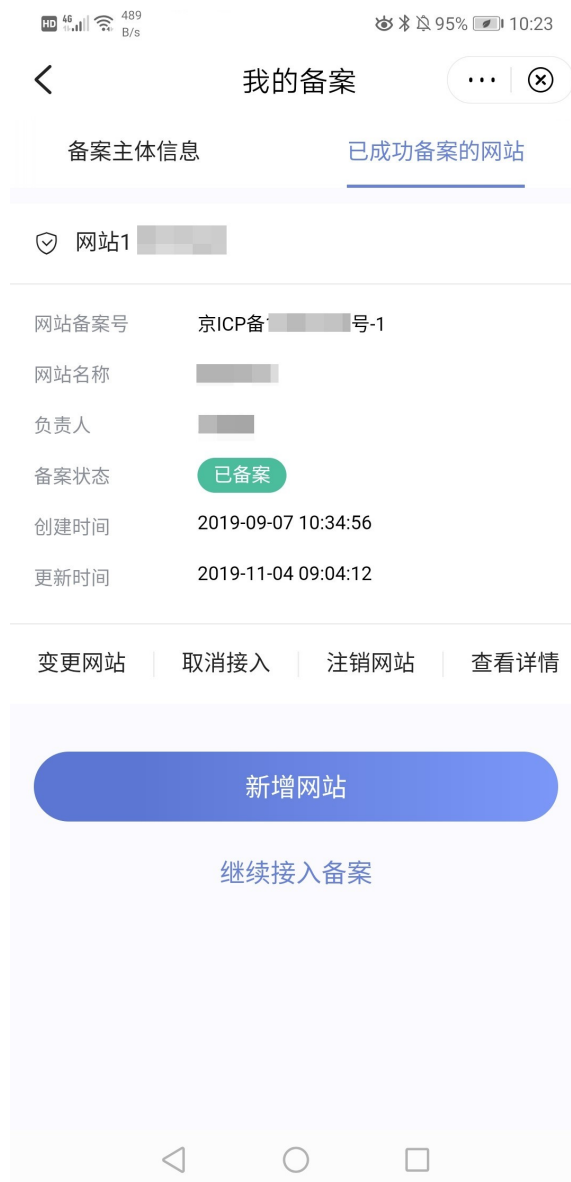 HD 46 489 B/s 95% 10:23
我的备案
备案主体信息 已成功备案的网站
网站1
网站备案号 京ICP备 号-1
网站名称
负责人
备案状态 已备案
创建时间 2019-09-07 10:34:56
更新时间 2019-11-04 09:04:12
变更网站 取消接入 注销网站 查看详情
新增网站
继续接入备案